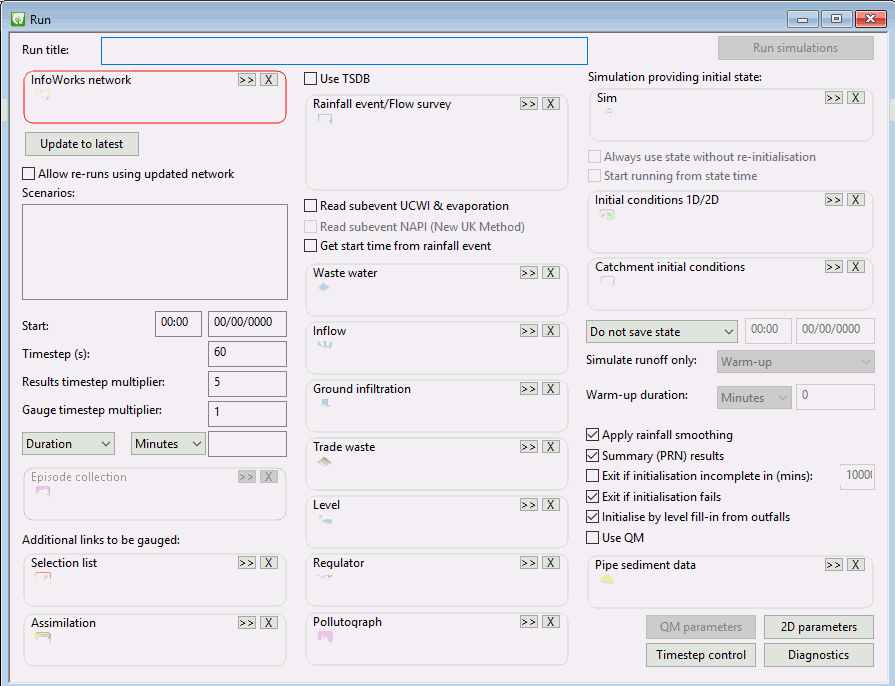 Run
Run title:
Run simulations
InfoWorks network
>> X
Update to latest
Allow re-runs using updated network
Scenarios:
Start:
00:00
00/00/0000
Timestep (s):
60
Results timestep multiplier:
5
Gauge timestep multiplier:
1
Duration
Minutes
Episode collection
>> X
Additional links to be gauged:
Selection list
>> X
Assimilation
>> X
Use TSDB
Rainfall event/Flow survey
>> X
Read subevent UCWI & evaporation
Read subevent NAPI (New UK Method)
Get start time from rainfall event
Waste water
>> X
Inflow
>> X
Ground infiltration
>> X
Trade waste
>> X
Level
>> X
Regulator
>> X
Pollutograph
>> X
Simulation providing initial state:
Sim
>> X
Always use state without re-initialisation
Start running from state time
Initial conditions 1D/2D
>> X
Catchment initial conditions
>> X
Do not save state
00:00
00/00/0000
Simulate runoff only:
Warm-up
Warm-up duration:
Minutes
0
Apply rainfall smoothing
Summary (PRN) results
Exit if initialisation incomplete in (mins):
1000
Exit if initialisation fails
Initialise by level fill-in from outfalls
Use QM
Pipe sediment data
>> X
QM parameters
2D parameters
Timestep control
Diagnostics